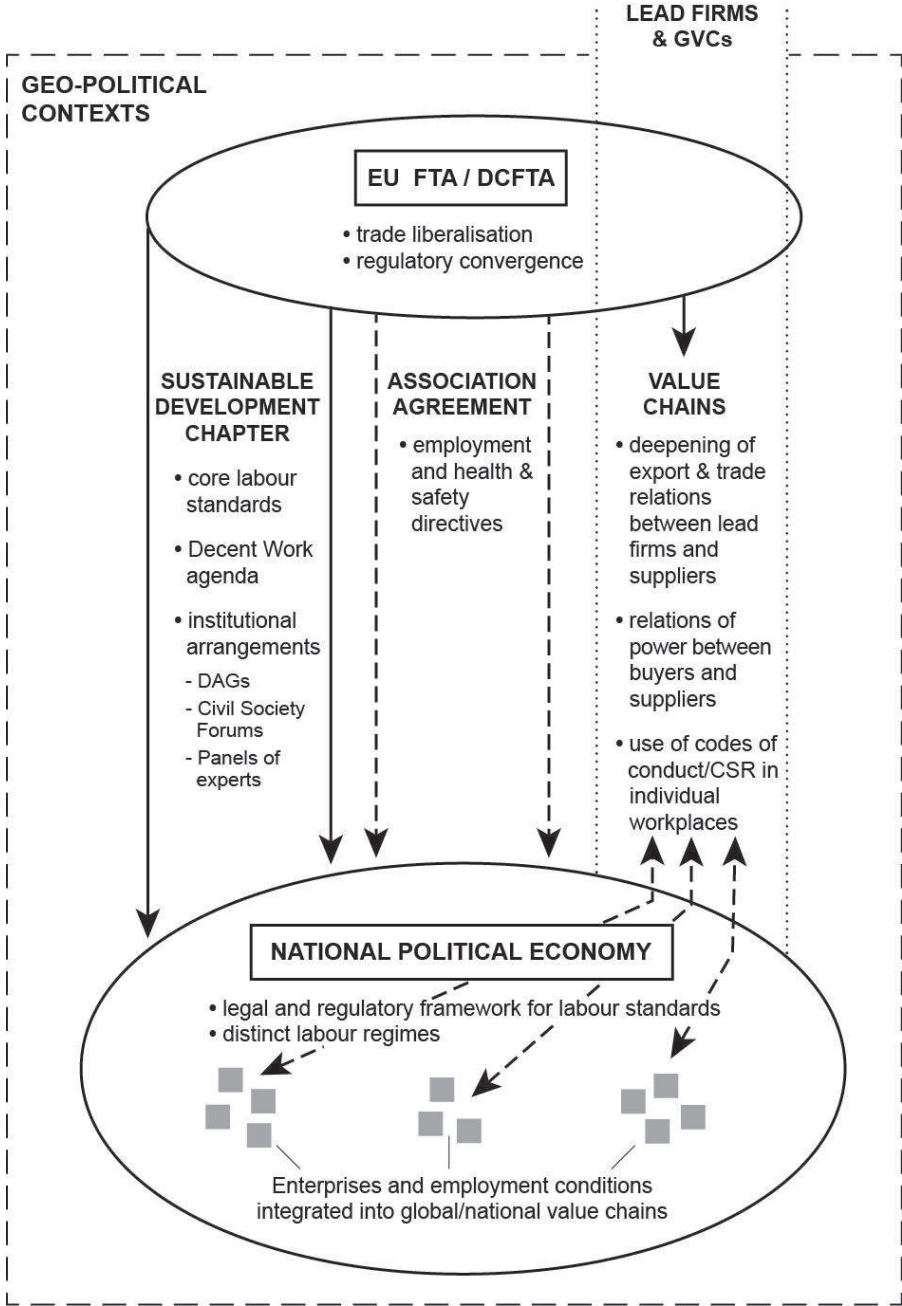 LEAD FIRMS
& GVCs
GEO-POLITICAL
CONTEXTS
EU FTA / DCFTA
• trade liberalisation
• regulatory convergence
SUSTAINABLE
DEVELOPMENT
CHAPTER
• core labour
standards
• Decent Work
agenda
• institutional
arrangements
- DAGs
- Civil Society
Forums
- Panels of
experts
ASSOCIATION
AGREEMENT
• employment
and health &
safety
directives
VALUE
CHAINS
• deepening of
export & trade
relations
between lead
firms and
suppliers
• relations of
power between
buyers and
suppliers
• use of codes of
conduct/CSR in
individual
workplaces
NATIONAL POLITICAL ECONOMY
• legal and regulatory framework for labour standards
• distinct labour regimes
Enterprises and employment conditions
integrated into global/national value chains